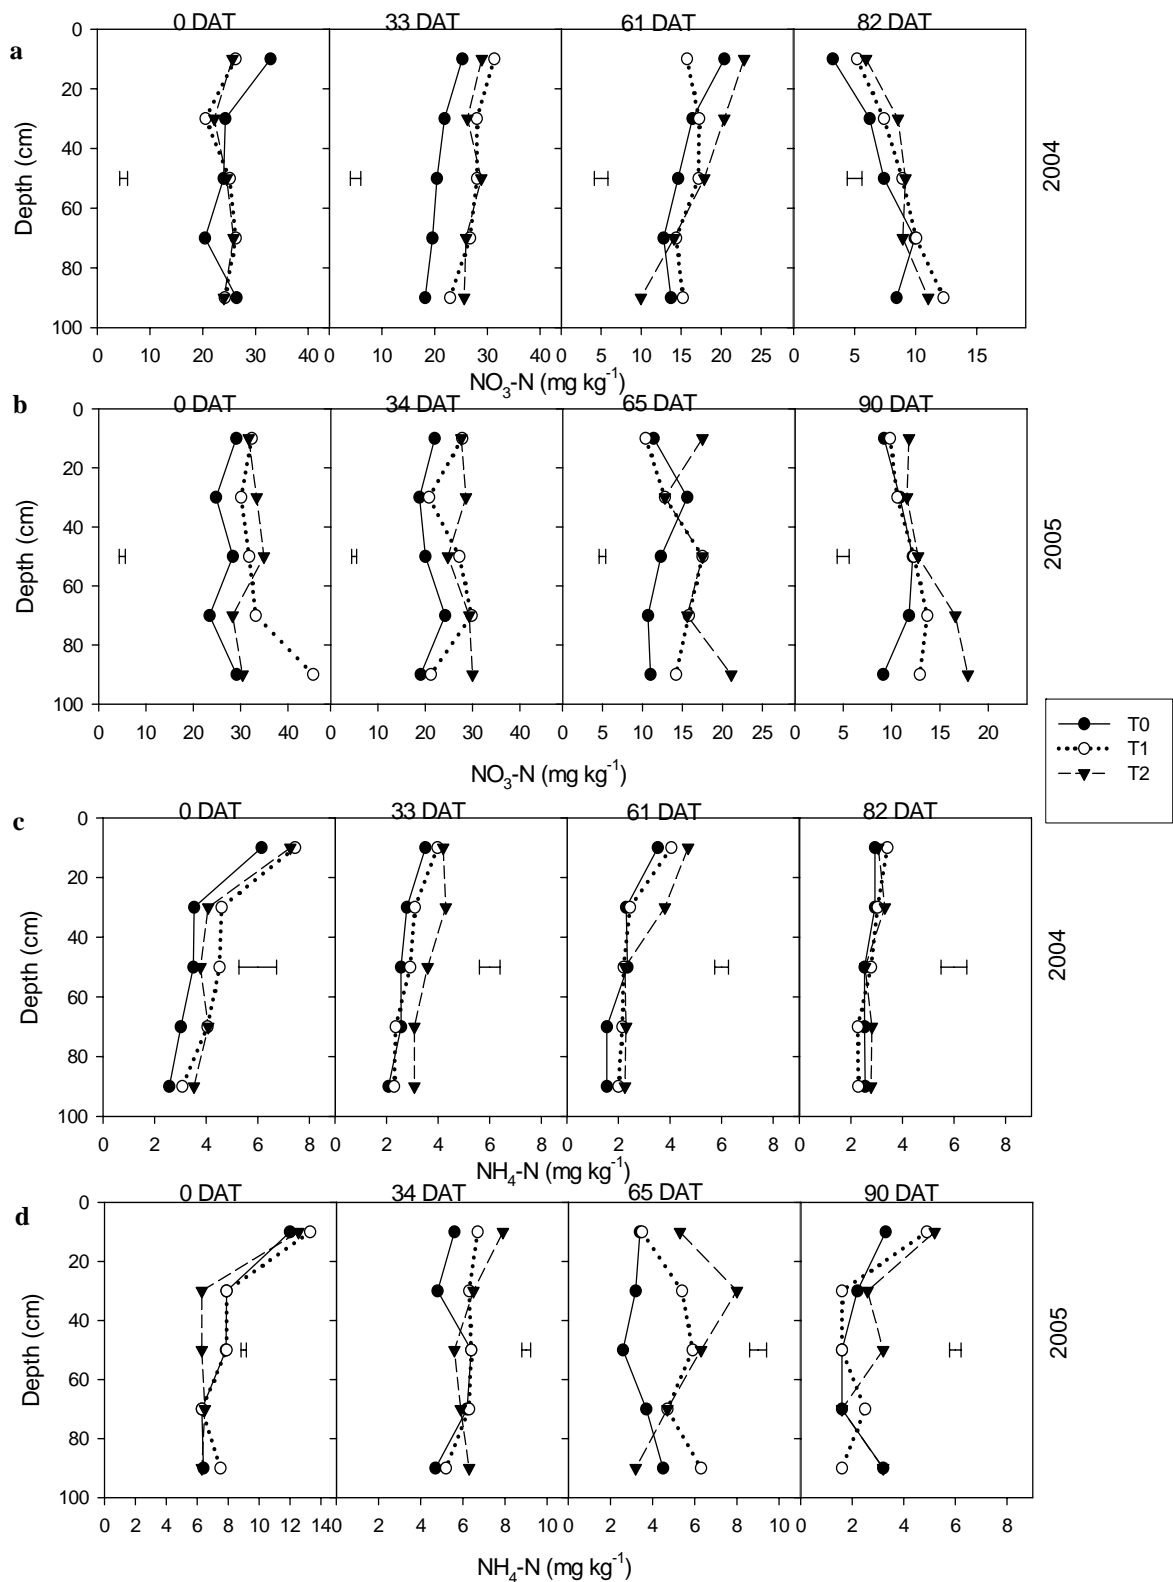 0 DAT 33 DAT 61 DAT 82 DAT
a
0
20
40
60
80
100
Depth (cm)
2004
0 10 20 30 40 0 10 20 30 40 0 5 10 15 20 25 0 5 10 15
NO₃-N (mg kg⁻¹)
0 DAT 34 DAT 65 DAT 90 DAT
b
0
20
40
60
80
100
Depth (cm)
2005
0 10 20 30 40 0 10 20 30 40 0 5 10 15 20 0 5 10 15 20
NO₃-N (mg kg⁻¹)
T0
T1
T2
0 DAT 33 DAT 61 DAT 82 DAT
c
0
20
40
60
80
100
Depth (cm)
2004
0 2 4 6 8 0 2 4 6 8 0 2 4 6 8 0 2 4 6 8
NH₄-N (mg kg⁻¹)
0 DAT 34 DAT 65 DAT 90 DAT
d
0
20
40
60
80
100
Depth (cm)
2005
0 2 4 6 8 10 12 14 0 2 4 6 8 10 0 2 4 6 8 10 0 2 4 6 8
NH₄-N (mg kg⁻¹)